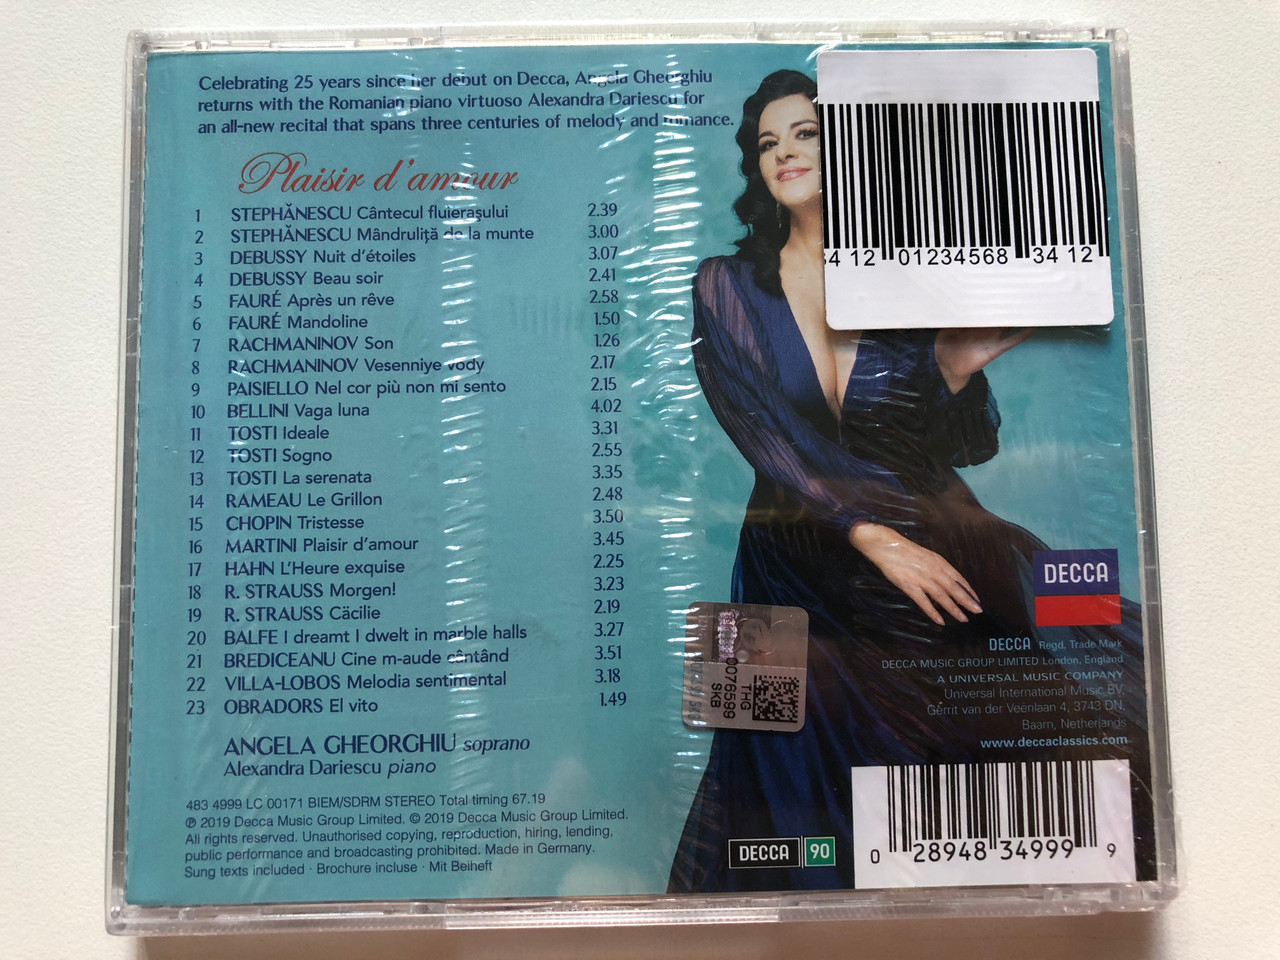 Celebrating 25 years since her debut on Decca, Angela Gheorghiu
returns with the Romanian piano virtuoso Alexandra Dariescu for
an all-new recital that spans three centuries of melody and romance.
Plaisir d'amour
1 STEPHĂNESCU Cântecul fluierașului 2.39
2 STEPHĂNESCU Mândruliță de la munte 3.00
3 DEBUSSY Nuit d'étoiles 3.07
4 DEBUSSY Beau soir 2.41
5 FAURÉ Après un rêve 2.58
6 FAURÉ Mandoline 1.50
7 RACHMANINOV Son 1.26
8 RACHMANINOV Vesenniye vody 2.17
9 PAISIELLO Nel cor più non mi sento 2.15
10 BELLINI Vaga luna 4.02
11 TOSTI Ideale 3.31
12 TOSTI Sogno 2.55
13 TOSTI La serenata 3.35
14 RAMEAU Le Grillon 2.48
15 CHOPIN Tristesse 3.50
16 MARTINI Plaisir d'amour 3.45
17 HAHN L'Heure exquise 2.25
18 R. STRAUSS Morgen! 3.23
19 R. STRAUSS Cäcilie 2.19
20 BALFE I dreamt I dwelt in marble halls 3.27
21 BREDICEANU Cine m-aude cântând 3.51
22 VILLA-LOBOS Melodia sentimental 3.18
23 OBRADORS El vito 1.49
ANGELA GHEORGHIU soprano
Alexandra Dariescu piano
483 4999 LC 00171 BIEM/SDRM STEREO Total timing 67.19
℗ 2019 Decca Music Group Limited. © 2019 Decca Music Group Limited.
All rights reserved. Unauthorised copying, reproduction, hiring, lending,
public performance and broadcasting prohibited. Made in Germany.
Sung texts included · Brochure incluse · Mit Beiheft
34 12 01234568 34 12
DECCA
DECCA Regd. Trade Mark
DECCA MUSIC GROUP LIMITED London, England
A UNIVERSAL MUSIC COMPANY
Universal International Music BV,
Gerrit van der Veenlaan 4, 3743 DN,
Baarn, Netherlands
www.deccaclassics.com
0076599
THG
SKB
DECCA 90
0 28948 34999 9